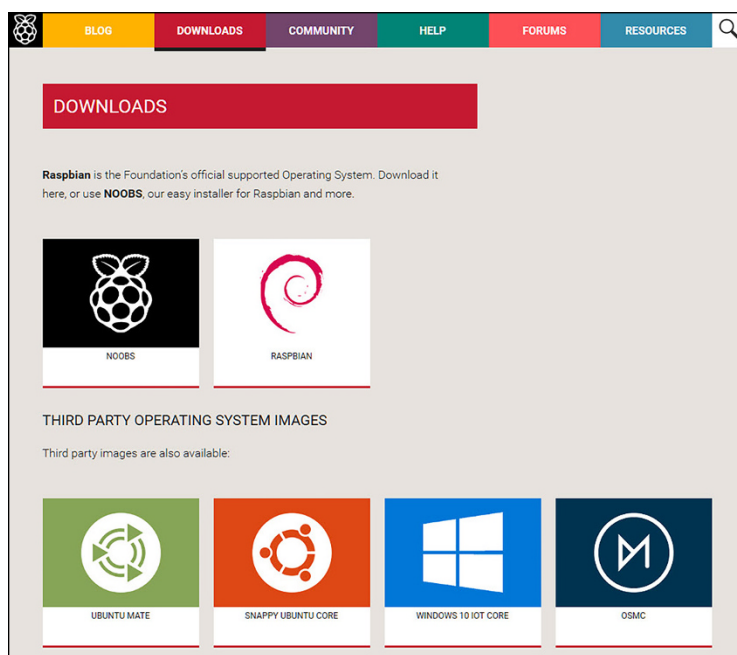 BLOG DOWNLOADS COMMUNITY HELP FORUMS RESOURCES
DOWNLOADS
Raspbian is the Foundation's official supported Operating System. Download it
here, or use NOOBS, our easy installer for Raspbian and more.
NOOBS RASPBIAN
THIRD PARTY OPERATING SYSTEM IMAGES
Third party images are also available:
UBUNTU MATE SNAPPY UBUNTU CORE WINDOWS 10 IOT CORE OSMC